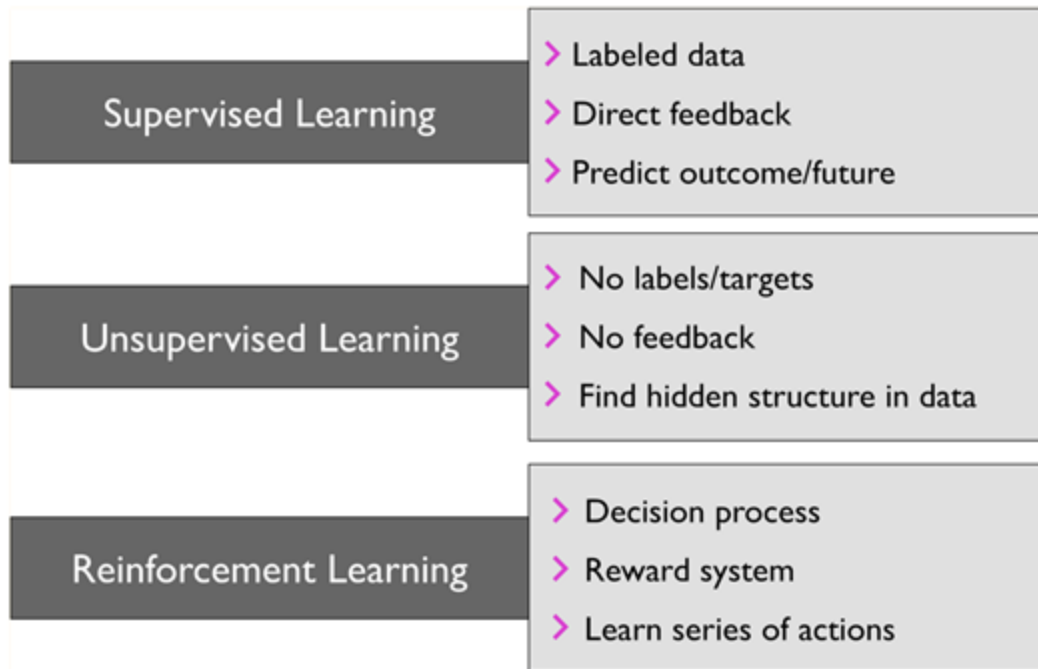 Supervised Learning
Labeled data
Direct feedback
Predict outcome/future
Unsupervised Learning
No labels/targets
No feedback
Find hidden structure in data
Reinforcement Learning
Decision process
Reward system
Learn series of actions